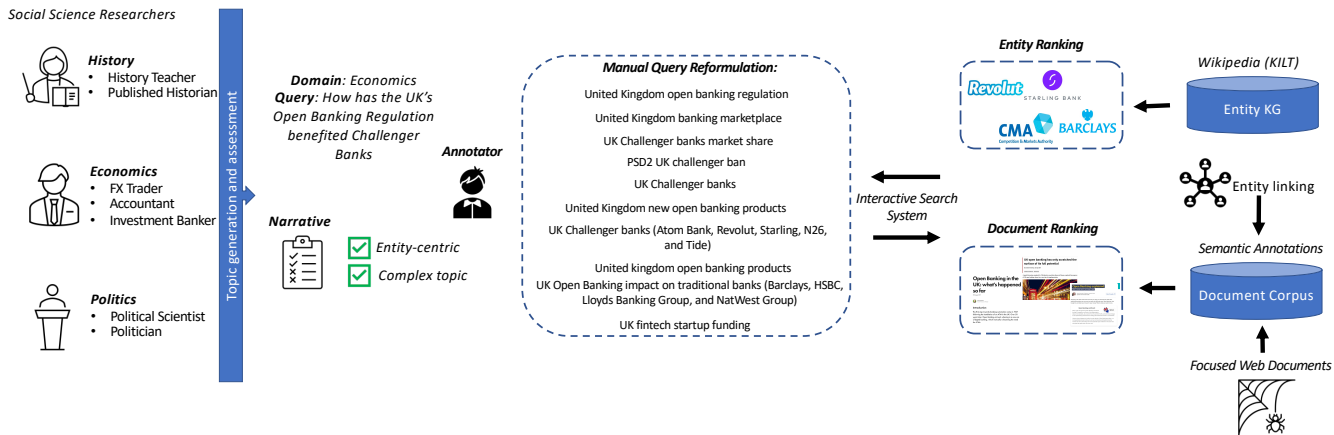 Social Science Researchers
History
• History Teacher
• Published Historian
Economics
• FX Trader
• Accountant
• Investment Banker
Politics
• Political Scientist
• Politician
Topic generation and assessment
Domain: Economics
Query: How has the UK's
Open Banking Regulation
benefited Challenger
Banks
Annotator
Narrative
Entity-centric
Complex topic
Manual Query Reformulation:
United Kingdom open banking regulation
United Kingdom banking marketplace
UK Challenger banks market share
PSD2 UK challenger ban
UK Challenger banks
United Kingdom new open banking products
UK Challenger banks (Atom Bank, Revolut, Starling, N26,
and Tide)
United kingdom open banking products
UK Open Banking impact on traditional banks (Barclays, HSBC,
Lloyds Banking Group, and NatWest Group)
UK fintech startup funding
Interactive Search
System
Entity Ranking
Revolut
STARLING BANK
CMA
Competition & Markets Authority
BARCLAYS
Document Ranking
Open Banking in the
UK: what's happened
so far
Wikipedia (KILT)
Entity KG
Entity linking
Semantic Annotations
Document Corpus
Focused Web Documents